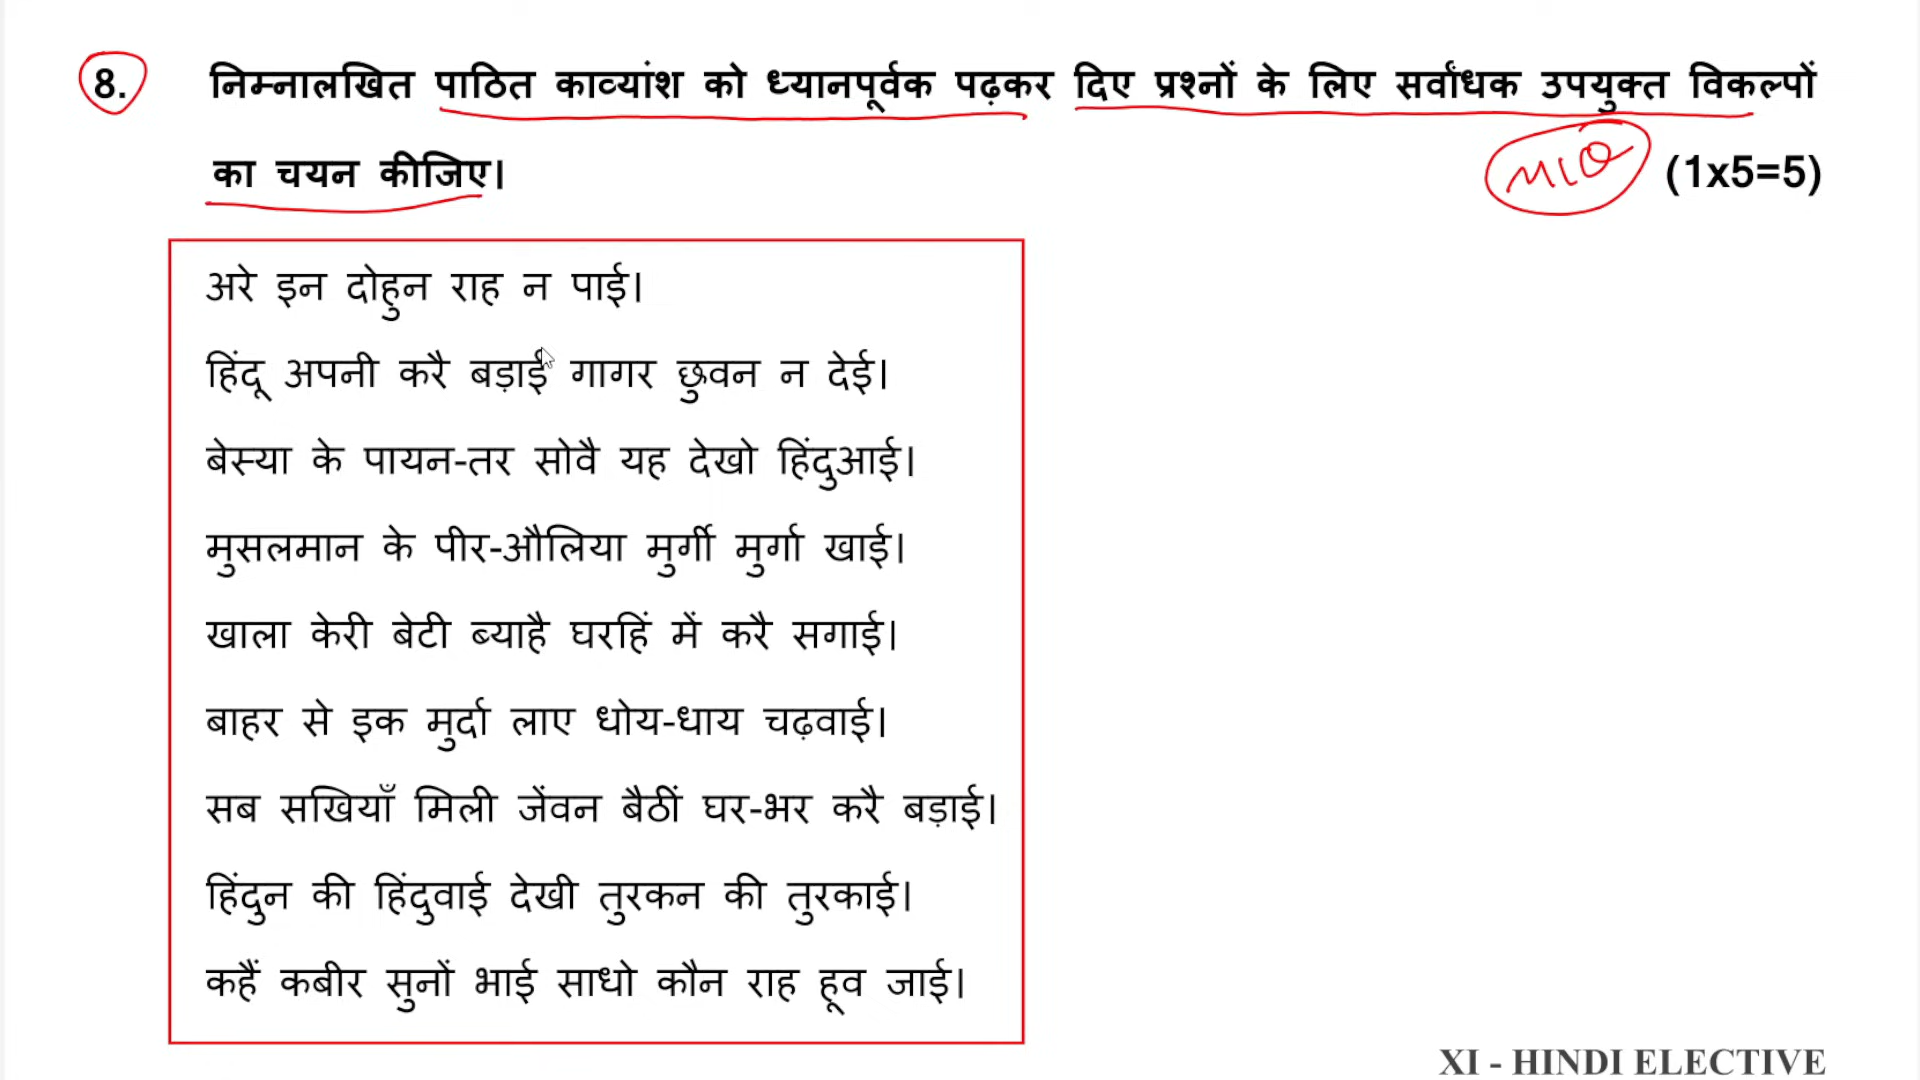 8. निम्नालखित पाठित काव्यांश को ध्यानपूर्वक पढ़कर दिए प्रश्नों के लिए सर्वांधक उपयुक्त विकल्पों
का चयन कीजिए। MCQ (1x5=5)
अरे इन दोहुन राह न पाई।
हिंदू अपनी करै बड़ाई गागर छुवन न देई।
बेस्या के पायन-तर सोवै यह देखो हिंदुआई।
मुसलमान के पीर-औलिया मुर्गी मुर्गा खाई।
खाला केरी बेटी ब्याहै घरहिं में करै सगाई।
बाहर से इक मुर्दा लाए धोय-धाय चढ़वाई।
सब सखियाँ मिली जेंवन बैठीं घर-भर करै बड़ाई।
हिंदुन की हिंदुवाई देखी तुरकन की तुरकाई।
कहैं कबीर सुनों भाई साधो कौन राह हूव जाई।
XI - HINDI ELECTIVE